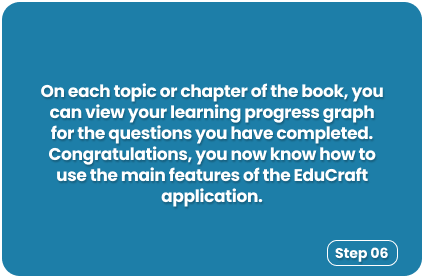 On each topic or chapter of the book, you
can view your learning progress graph
for the questions you have completed.
Congratulations, you now know how to
use the main features of the EduCraft
application.
Step 06